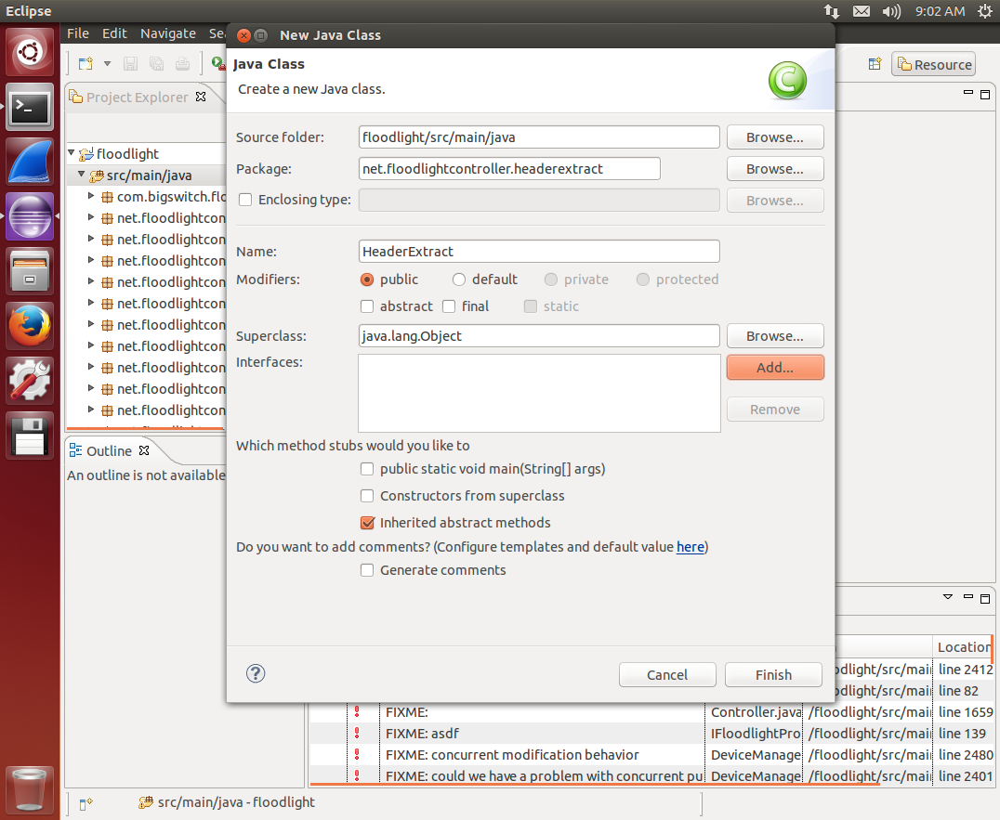 Eclipse
9:02 AM
File Edit Navigate
New Java Class
Resource
Java Class
Create a new Java class.
Project Explorer
Source folder: floodlight/src/main/java Browse...
Package: net.floodlightcontroller.headerextract Browse...
Enclosing type: Browse...
floodlight
src/main/java
com.bigswitch.flo
net.floodlightcon
net.floodlightcon
net.floodlightcon
net.floodlightcon
net.floodlightcon
net.floodlightcon
net.floodlightcon
net.floodlightcon
net.floodlightcon
net.floodlightcon
Name: HeaderExtract
Modifiers: public default private protected
abstract final static
Superclass: java.lang.Object Browse...
Interfaces: Add...
Remove
Which method stubs would you like to
public static void main(String[] args)
Constructors from superclass
Inherited abstract methods
Do you want to add comments? (Configure templates and default value here)
Generate comments
Cancel Finish
Outline
An outline is not available
Location
odlight/src/mai line 2412
odlight/src/mai line 82
FIXME: Controller.java /floodlight/src/mai line 1659
FIXME: asdf IFloodlightPro /floodlight/src/mai line 139
FIXME: concurrent modification behavior DeviceManage /floodlight/src/mai line 2480
FIXME: could we have a problem with concurrent pu DeviceManage /floodlight/src/mai line 2401
src/main/java - floodlight